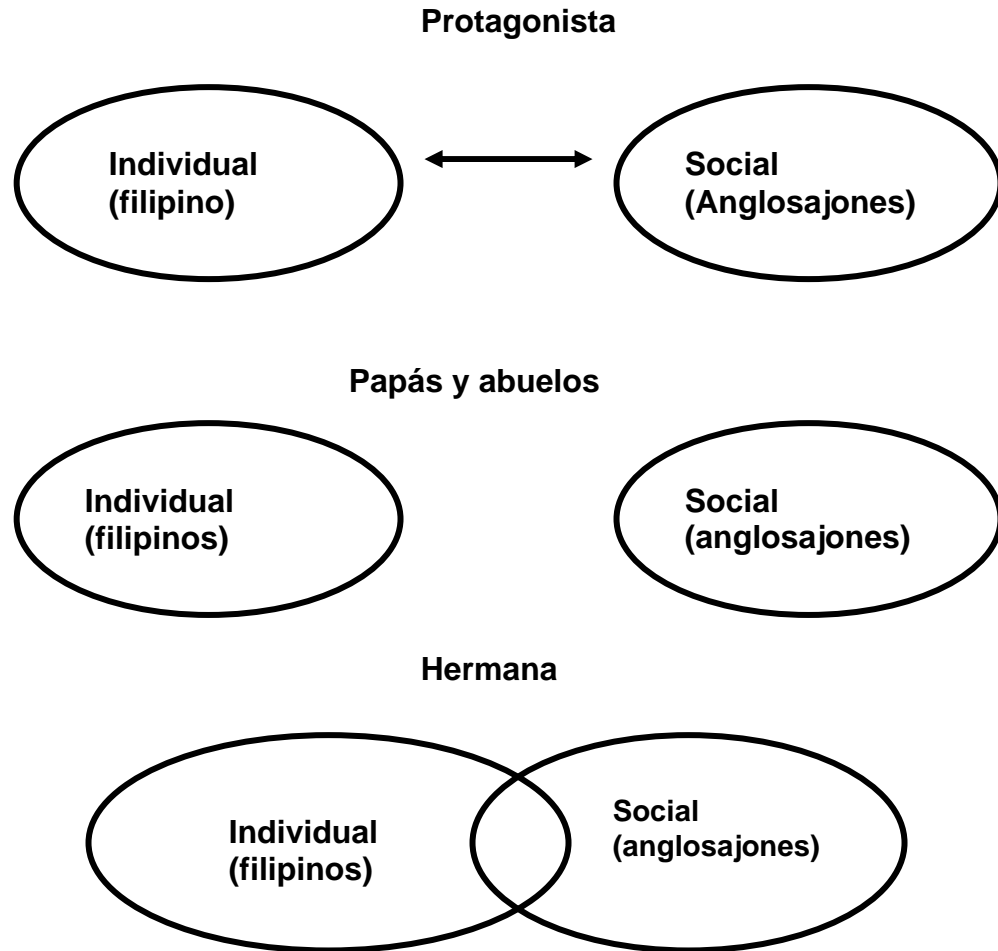 Protagonista
Individual
(filipino)
Social
(Anglosajones)
Papás y abuelos
Individual
(filipinos)
Social
(anglosajones)
Hermana
Individual
(filipinos)
Social
(anglosajones)